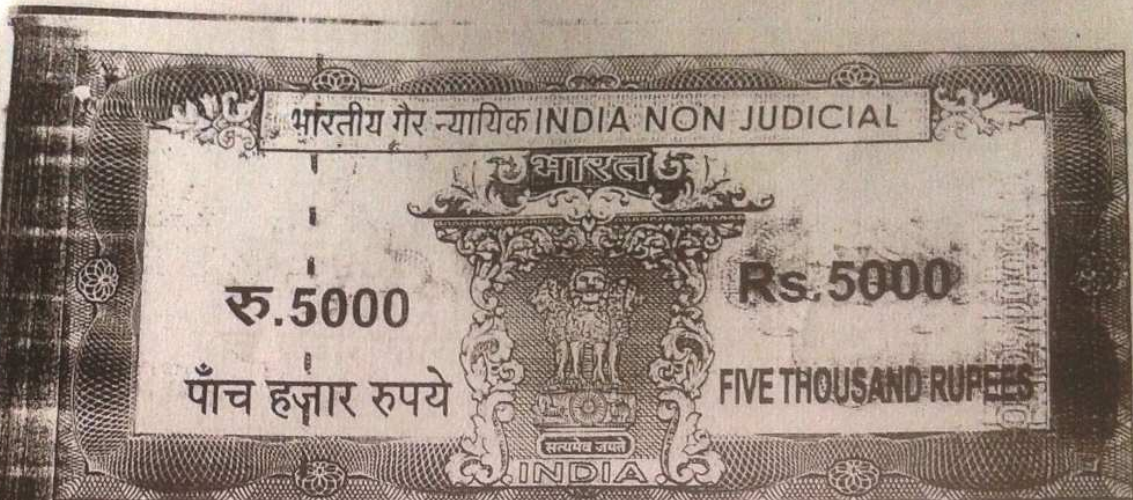 भारतीय गैर न्यायिक INDIA NON JUDICIAL
भारत
रु.5000
Rs.5000
पाँच हज़ार रुपये
FIVE THOUSAND RUPEES
सत्यमेव जयते
INDIA